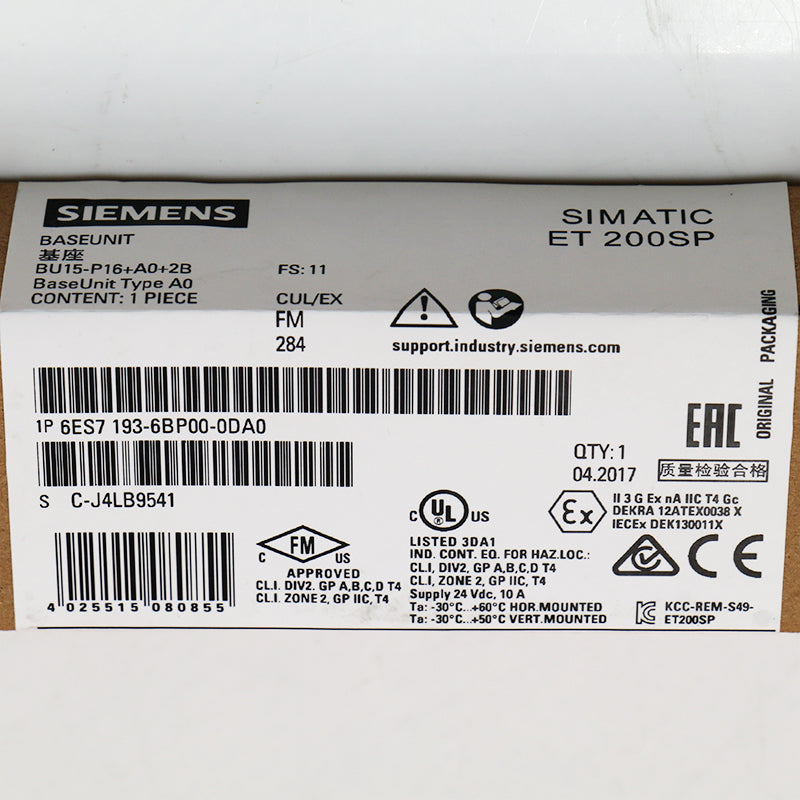 SIEMENS
SIMATIC
ET 200SP
BASEUNIT
基座
BU15-P16+A0+2B
FS: 11
BaseUnit Type A0
CONTENT: 1 PIECE
CUL/EX
FM
284
support.industry.siemens.com
ORIGINAL PACKAGING
1P 6ES7 193-6BP00-0DA0
EAC
QTY: 1
04.2017
质量检验合格
S C-J4LB9541
C UL US
LISTED 3DA1
IND. CONT. EQ. FOR HAZ.LOC.:
CL.I, DIV.2, GP A,B,C,D T4
CL.I, ZONE 2, GP IIC, T4
Supply 24 Vdc, 10 A
Ta: -30°C...+60°C HOR.MOUNTED
Ta: -30°C...+50°C VERT.MOUNTED
Ex
II 3 G Ex nA IIC T4 Gc
DEKRA 12ATEX0038 X
IECEx DEK130011X
C FM US
APPROVED
CL.I, DIV2. GP A,B,C,D T4
CL.I, ZONE 2, GP IIC, T4
CE
4 025515 080855
KCC-REM-S49-
ET200SP